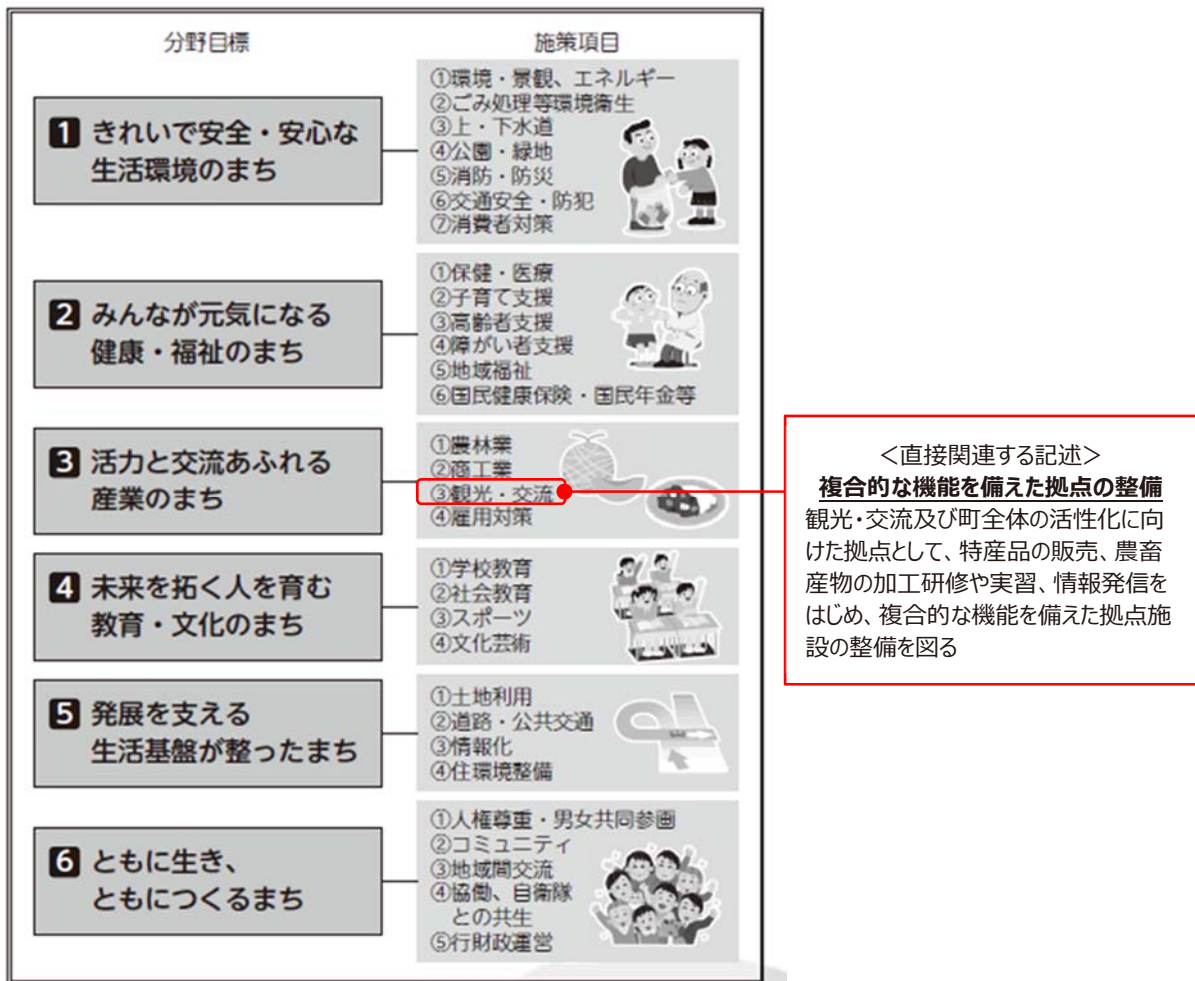 分野目標
施策項目
1 きれいで安全・安心な
生活環境のまち
①環境・景観、エネルギー
②ごみ処理等環境衛生
③上・下水道
④公園・緑地
⑤消防・防災
⑥交通安全・防犯
⑦消費者対策
2 みんなが元気になる
健康・福祉のまち
①保健・医療
②子育て支援
③高齢者支援
④障がい者支援
⑤地域福祉
⑥国民健康保険・国民年金等
3 活力と交流あふれる
産業のまち
①農林業
②商工業
③観光・交流
④雇用対策
<直接関連する記述>
複合的な機能を備えた拠点の整備
観光・交流及び町全体の活性化に向
けた拠点として、特産品の販売、農畜
産物の加工研修や実習、情報発信を
はじめ、複合的な機能を備えた拠点施
設の整備を図る
4 未来を拓く人を育む
教育・文化のまち
①学校教育
②社会教育
③スポーツ
④文化芸術
5 発展を支える
生活基盤が整ったまち
①土地利用
②道路・公共交通
③情報化
④住環境整備
6 ともに生き、
ともにつくるまち
①人権尊重・男女共同参画
②コミュニティ
③地域間交流
④協働、自衛隊
との共生
⑤行財政運営